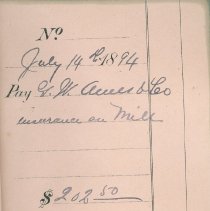 No
July 14th 1894
Pay G. W. Ames & Co
insurance on Mill
$202 50